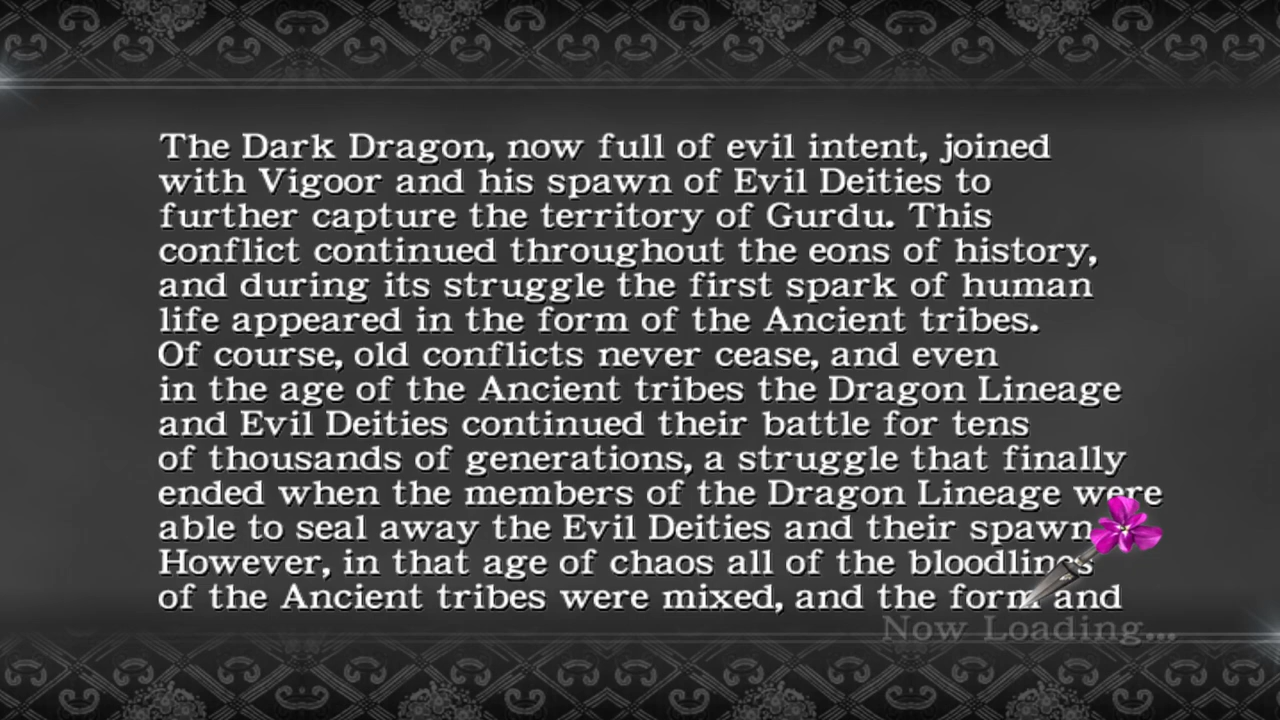 The Dark Dragon, now full of evil intent, joined
with Vigoor and his spawn of Evil Deities to
further capture the territory of Gurdu. This
conflict continued throughout the eons of history,
and during its struggle the first spark of human
life appeared in the form of the Ancient tribes.
Of course, old conflicts never cease, and even
in the age of the Ancient tribes the Dragon Lineage
and Evil Deities continued their battle for tens
of thousands of generations, a struggle that finally
ended when the members of the Dragon Lineage were
able to seal away the Evil Deities and their spawn.
However, in that age of chaos all of the bloodlines
of the Ancient tribes were mixed, and the form and
Now Loading...